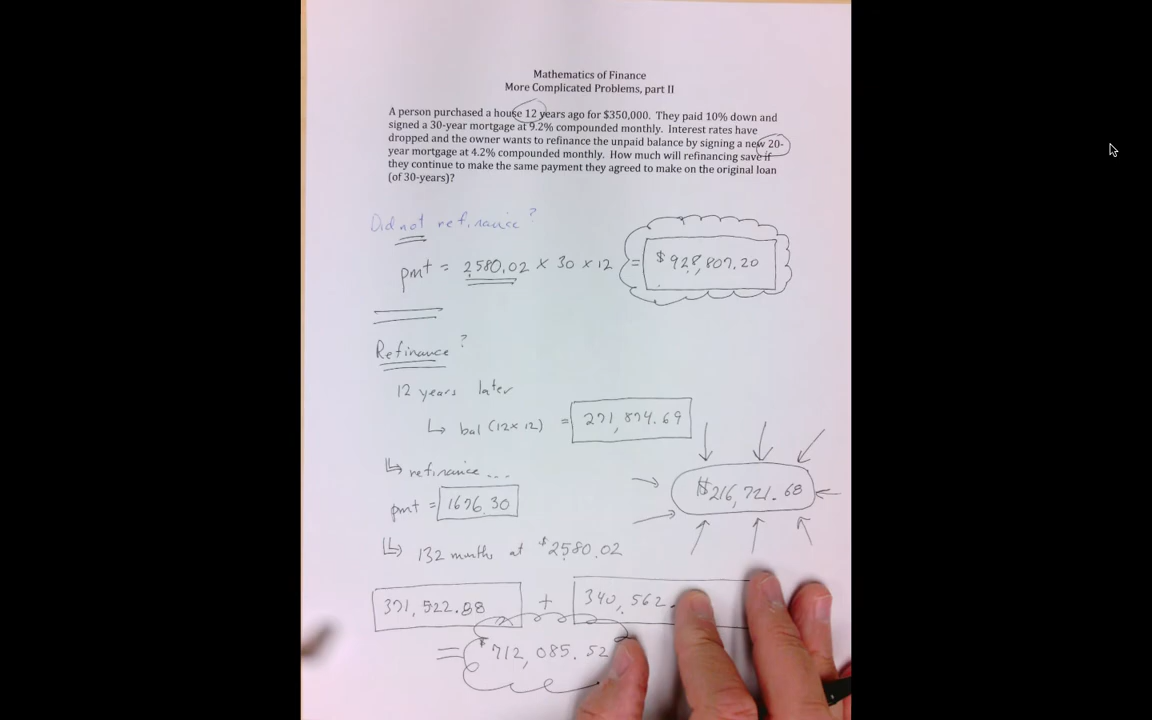 Mathematics of Finance
More Complicated Problems, part II
A person purchased a house 12 years ago for $350,000. They paid 10% down and
signed a 30-year mortgage at 9.2% compounded monthly. Interest rates have
dropped and the owner wants to refinance the unpaid balance by signing a new 20-
year mortgage at 4.2% compounded monthly. How much will refinancing save if
they continue to make the same payment they agreed to make on the original loan
(of 30-years)?
Did not refinance?
pmt = 2580.02 × 30 × 12 = $928,807.20
Refinance?
12 years later
↳ bal (12×12) = 271,874.69
↳ refinance...
$216,721.68
pmt = 1676.30
↳ 132 months at $2580.02
371,522.88 + 340,562.
= $712,085.52